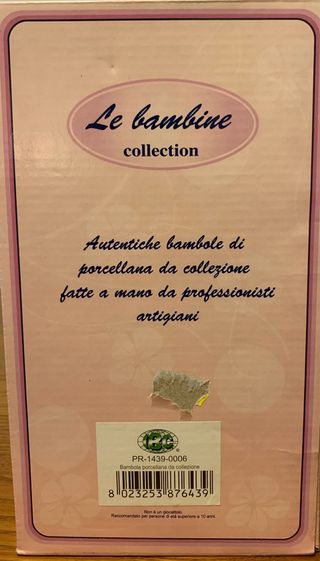 Le bambine
collection
Autentiche bambole di
porcellana da collezione
fatte a mano da professionisti
artigiani
PR-1439-0006
Bambola porcellana da collezione
8 023253 876439
Non è un giocattolo
Raccomandato per persone di età superiore a 10 anni.